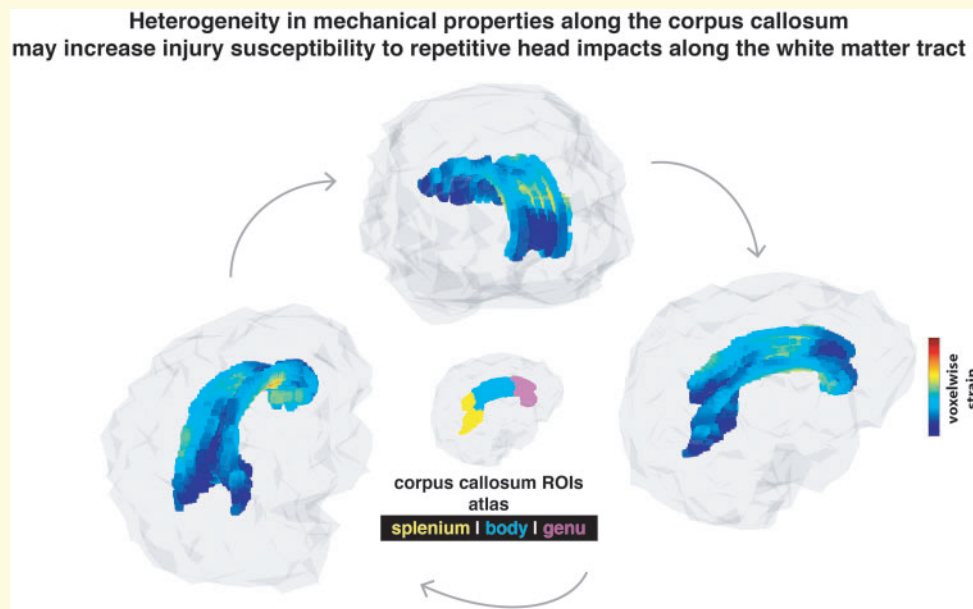 Heterogeneity in mechanical properties along the corpus callosum
may increase injury susceptibility to repetitive head impacts along the white matter tract
voxelwise
strain
corpus callosum ROIs
atlas
splenium | body | genu